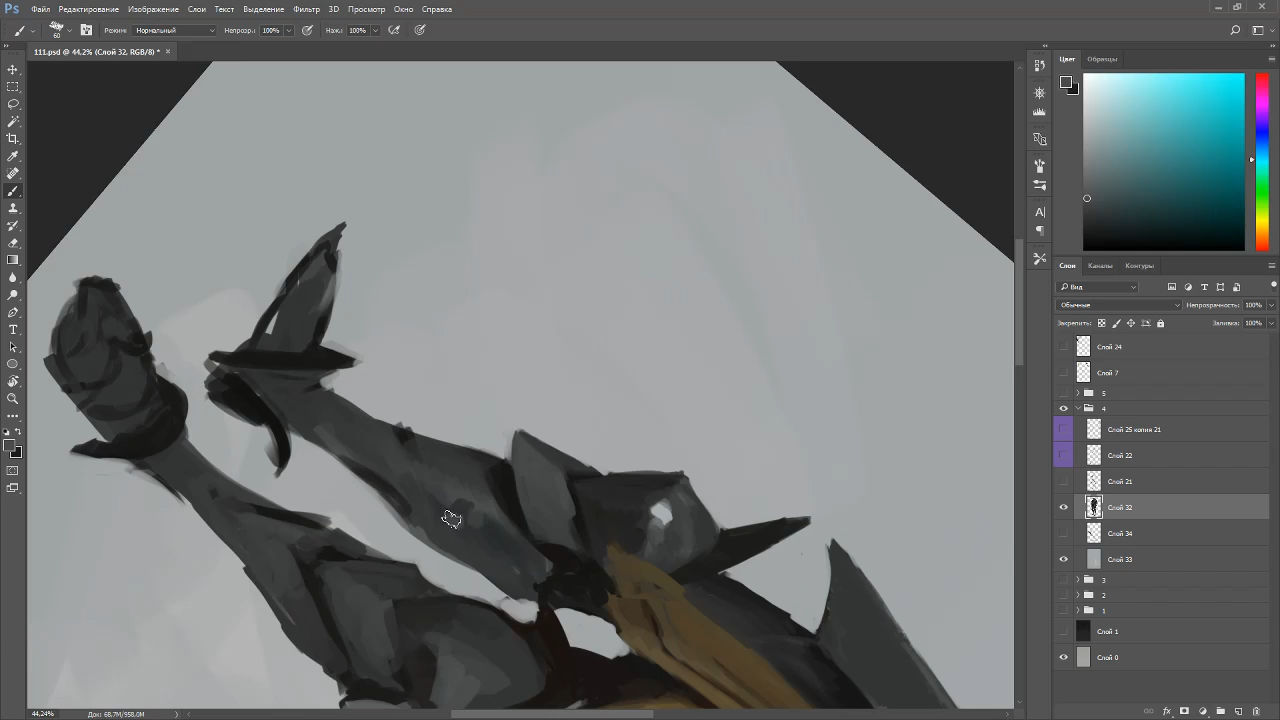 Ps Файл Редактирование Изображение Слои Текст Выделение Фильтр 3D Просмотр Окно Справка
60 Режим: Нормальный Непрозр.: 100% Наж.: 100%
111.psd @ 44.2% (Слой 32, RGB/8) * ×
Цвет Образцы
Слои Каналы Контуры
Вид
Обычные Непрозрачность: 100%
Закрепить: Заливка: 100%
Слой 24
Слой 7
5
4
Слой 25 копия 21
Слой 22
Слой 21
Слой 32
Слой 34
Слой 33
3
2
1
Слой 1
Слой 0
44,24% Док: 68.7M/958.0M